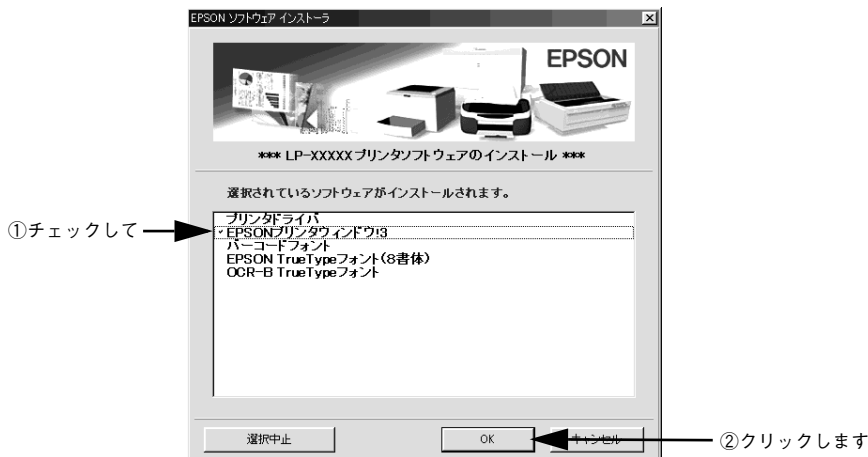 EPSON ソフトウェア インストーラ
EPSON
*** LP-XXXXXプリンタソフトウェアのインストール ***
選択されているソフトウェアがインストールされます。
プリンタドライバ
①チェックして
EPSONプリンタウィンドウ!3
バーコードフォント
EPSON TrueTypeフォント(8書体)
OCR-B TrueTypeフォント
選択中止
OK
キャンセル
②クリックします